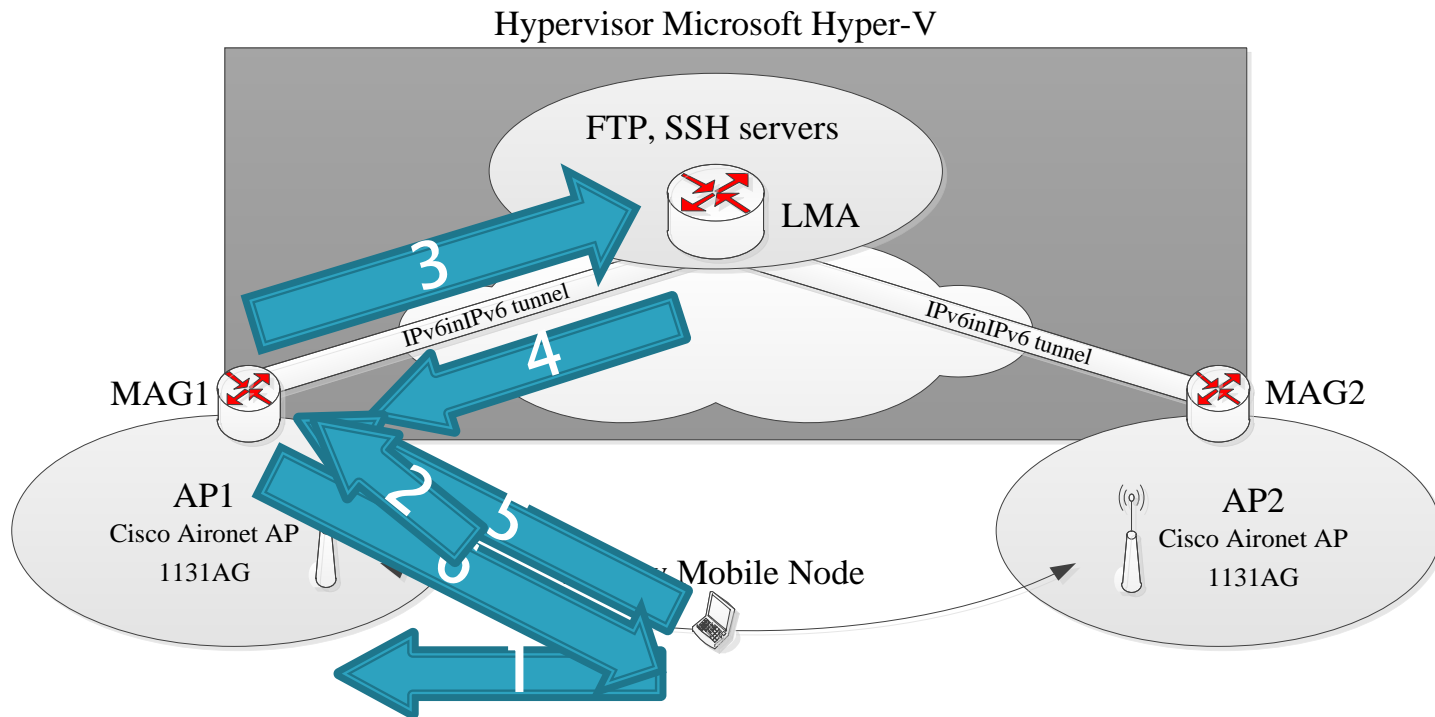 Hypervisor Microsoft Hyper-V
FTP, SSH servers
LMA
3
IPv6inIPv6 tunnel
IPv6inIPv6 tunnel
4
MAG1
MAG2
2
5
AP1
Cisco Aironet AP
1131AG
AP2
Cisco Aironet AP
1131AG
6
Mobile Node
1